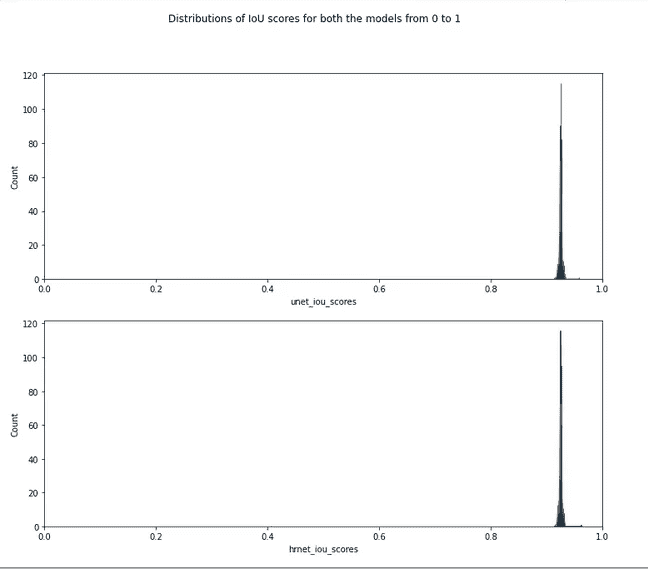 Distributions of IoU scores for both the models from 0 to 1
120
100
80
60
40
20
0
Count
0.0 0.2 0.4 0.6 0.8 1.0
unet_iou_scores
120
100
80
60
40
20
0
Count
0.0 0.2 0.4 0.6 0.8 1.0
hrnet_iou_scores